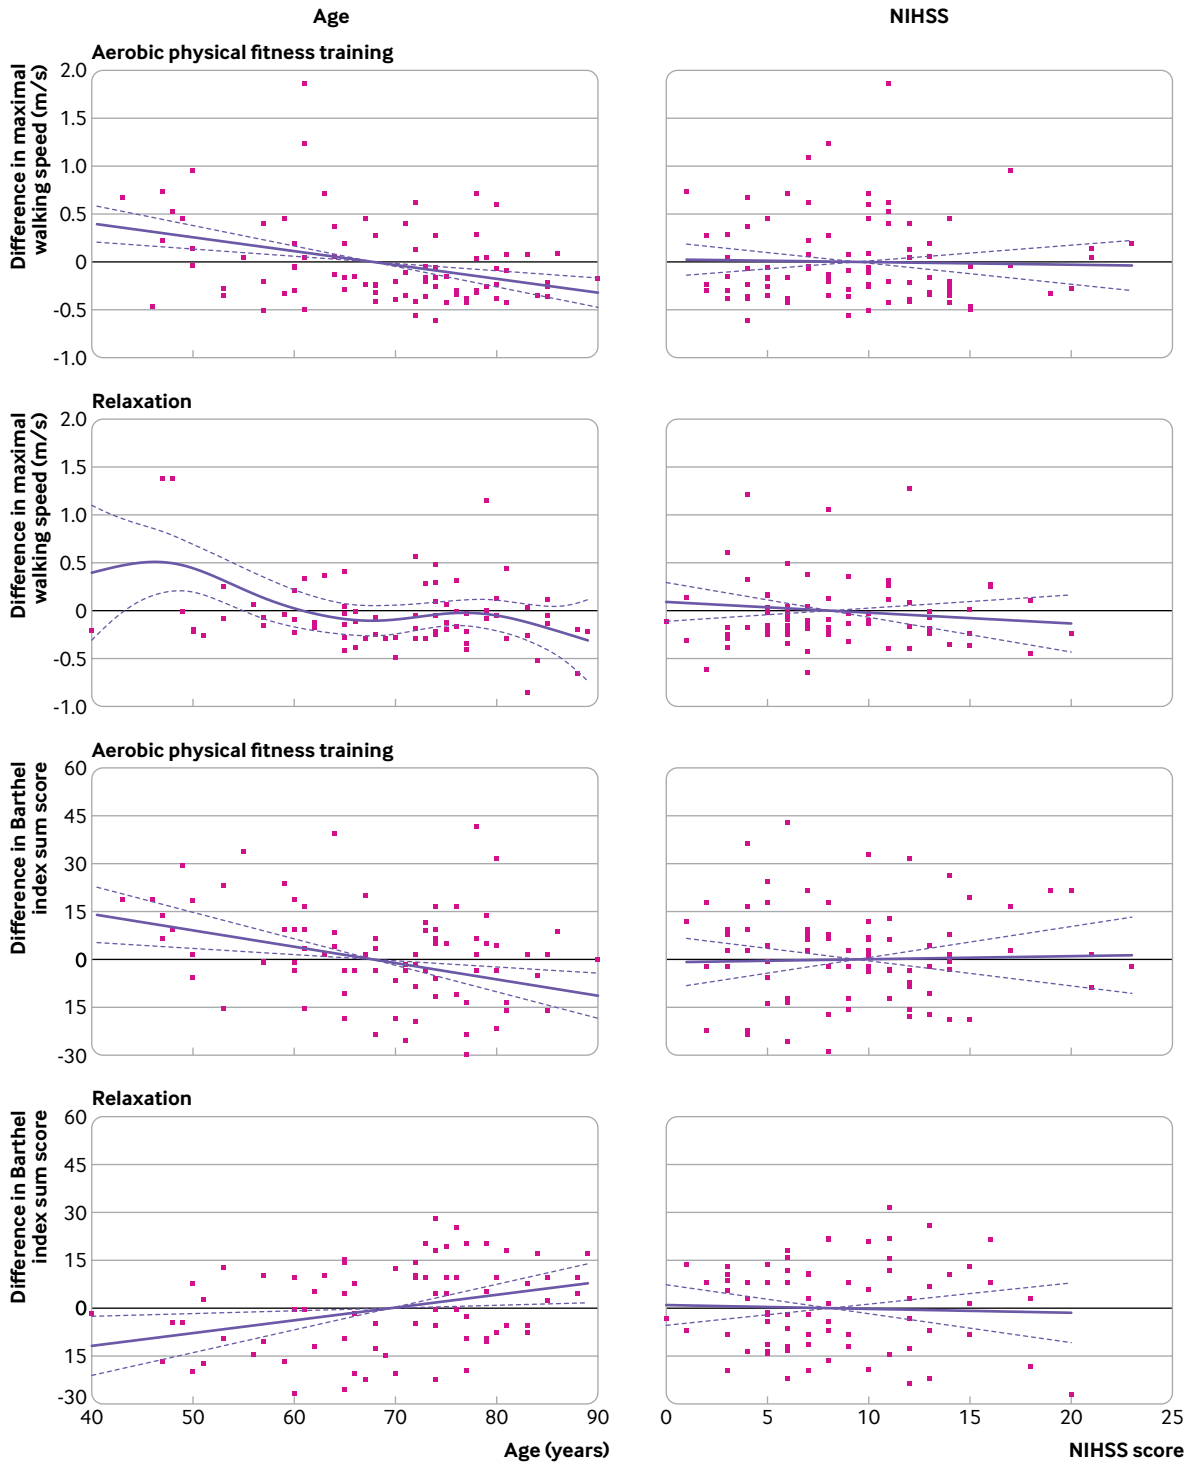 Age
NIHSS
Aerobic physical fitness training
Difference in maximal
walking speed (m/s)
2.0
1.5
1.0
0.5
0
-0.5
-1.0
Relaxation
Difference in maximal
walking speed (m/s)
2.0
1.5
1.0
0.5
0
-0.5
-1.0
Aerobic physical fitness training
Difference in Barthel
index sum score
60
45
30
15
0
15
-30
Relaxation
Difference in Barthel
index sum score
60
45
30
15
0
15
-30
40 50 60 70 80 90
0 5 10 15 20 25
Age (years)
NIHSS score